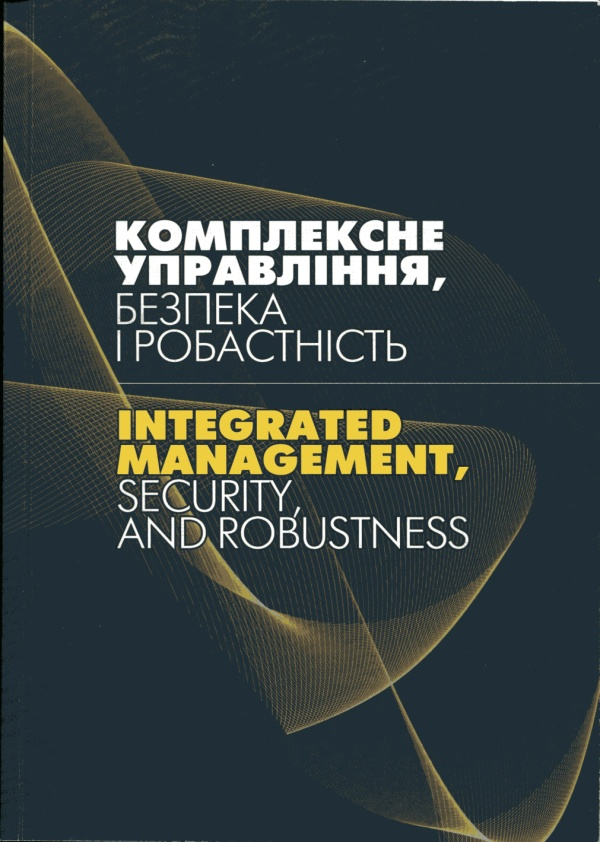 КОМПЛЕКСНЕ
УПРАВЛІННЯ,
БЕЗПЕКА
І РОБАСТНІСТЬ
INTEGRATED
MANAGEMENT,
SECURITY,
AND ROBUSTNESS